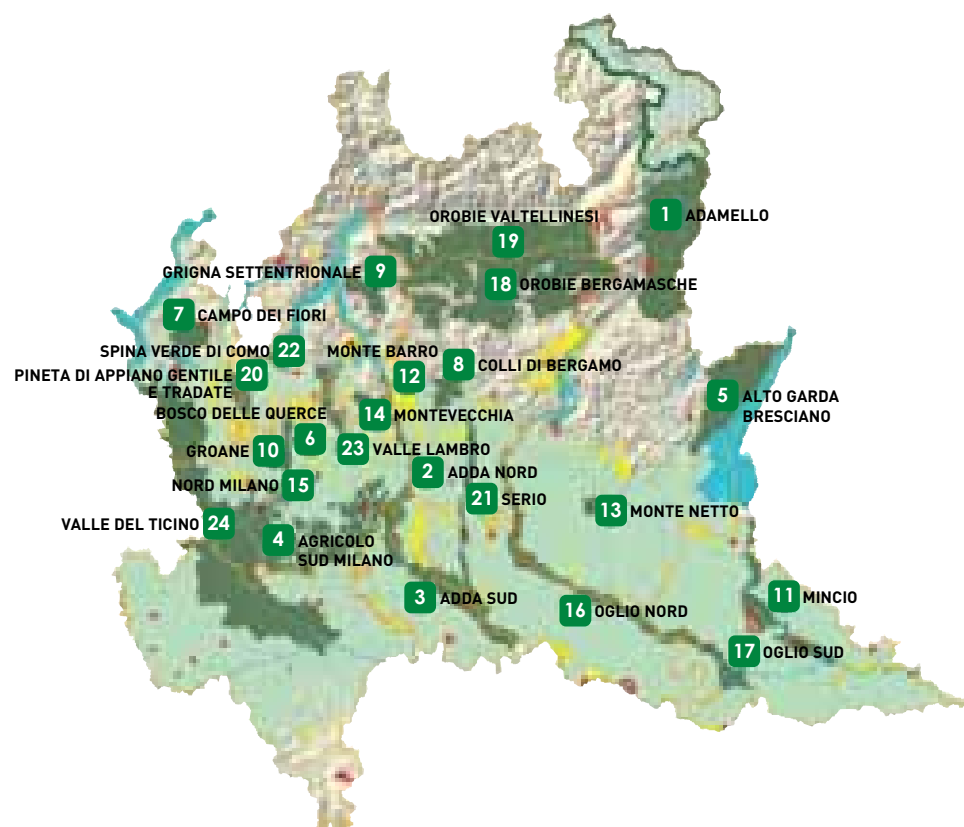 1 ADAMELLO
OROBIE VALTELLINESI
19
GRIGNA SETTENTRIONALE 9
18 OROBIE BERGAMASCHE
7 CAMPO DEI FIORI
SPINA VERDE DI COMO 22
MONTE BARRO
12
8 COLLI DI BERGAMO
PINETA DI APPIANO GENTILE
E TRADATE
20
5 ALTO GARDA
BRESCIANO
BOSCO DELLE QUERCE
6
14 MONTEVECCHIA
GROANE 10
23 VALLE LAMBRO
2 ADDA NORD
NORD MILANO 15
21 SERIO
13 MONTE NETTO
VALLE DEL TICINO 24
4 AGRICOLO
SUD MILANO
3 ADDA SUD
16 OGLIO NORD
11 MINCIO
17 OGLIO SUD